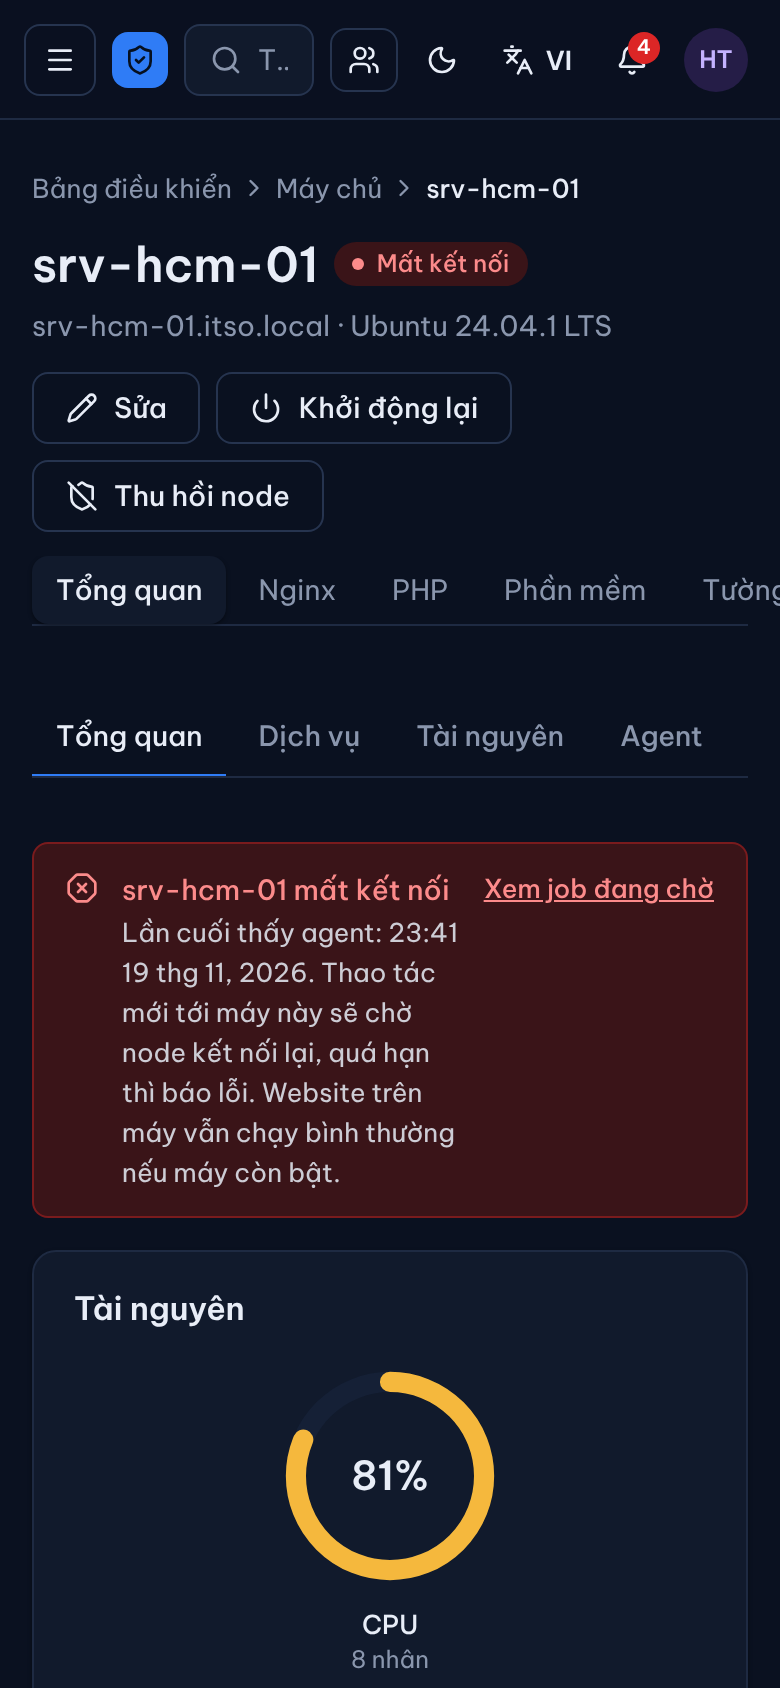 T..
VI
4
HT
Bảng điều khiển > Máy chủ > srv-hcm-01
srv-hcm-01
Mất kết nối
srv-hcm-01.itso.local · Ubuntu 24.04.1 LTS
Sửa
Khởi động lại
Thu hồi node
Tổng quan Nginx PHP Phần mềm Tường
Tổng quan Dịch vụ Tài nguyên Agent
srv-hcm-01 mất kết nối
Xem job đang chờ
Lần cuối thấy agent: 23:41
19 thg 11, 2026. Thao tác
mới tới máy này sẽ chờ
node kết nối lại, quá hạn
thì báo lỗi. Website trên
máy vẫn chạy bình thường
nếu máy còn bật.
Tài nguyên
81%
CPU
8 nhân